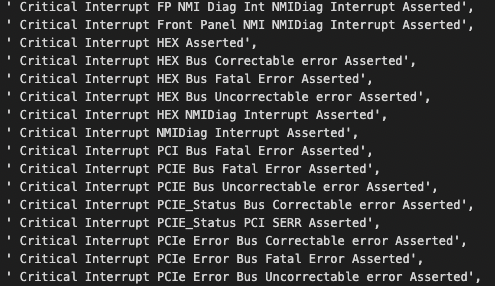 ' Critical Interrupt FP NMI Diag Int NMIDiag Interrupt Asserted',
' Critical Interrupt Front Panel NMI NMIDiag Interrupt Asserted',
' Critical Interrupt HEX Asserted',
' Critical Interrupt HEX Bus Correctable error Asserted',
' Critical Interrupt HEX Bus Fatal Error Asserted',
' Critical Interrupt HEX Bus Uncorrectable error Asserted',
' Critical Interrupt HEX NMIDiag Interrupt Asserted',
' Critical Interrupt NMIDiag Interrupt Asserted',
' Critical Interrupt PCI Bus Fatal Error Asserted',
' Critical Interrupt PCIE Bus Fatal Error Asserted',
' Critical Interrupt PCIE Bus Uncorrectable error Asserted',
' Critical Interrupt PCIE_Status Bus Correctable error Asserted',
' Critical Interrupt PCIE_Status PCI SERR Asserted',
' Critical Interrupt PCIe Error Bus Correctable error Asserted',
' Critical Interrupt PCIe Error Bus Fatal Error Asserted',
' Critical Interrupt PCIe Error Bus Uncorrectable error Asserted',